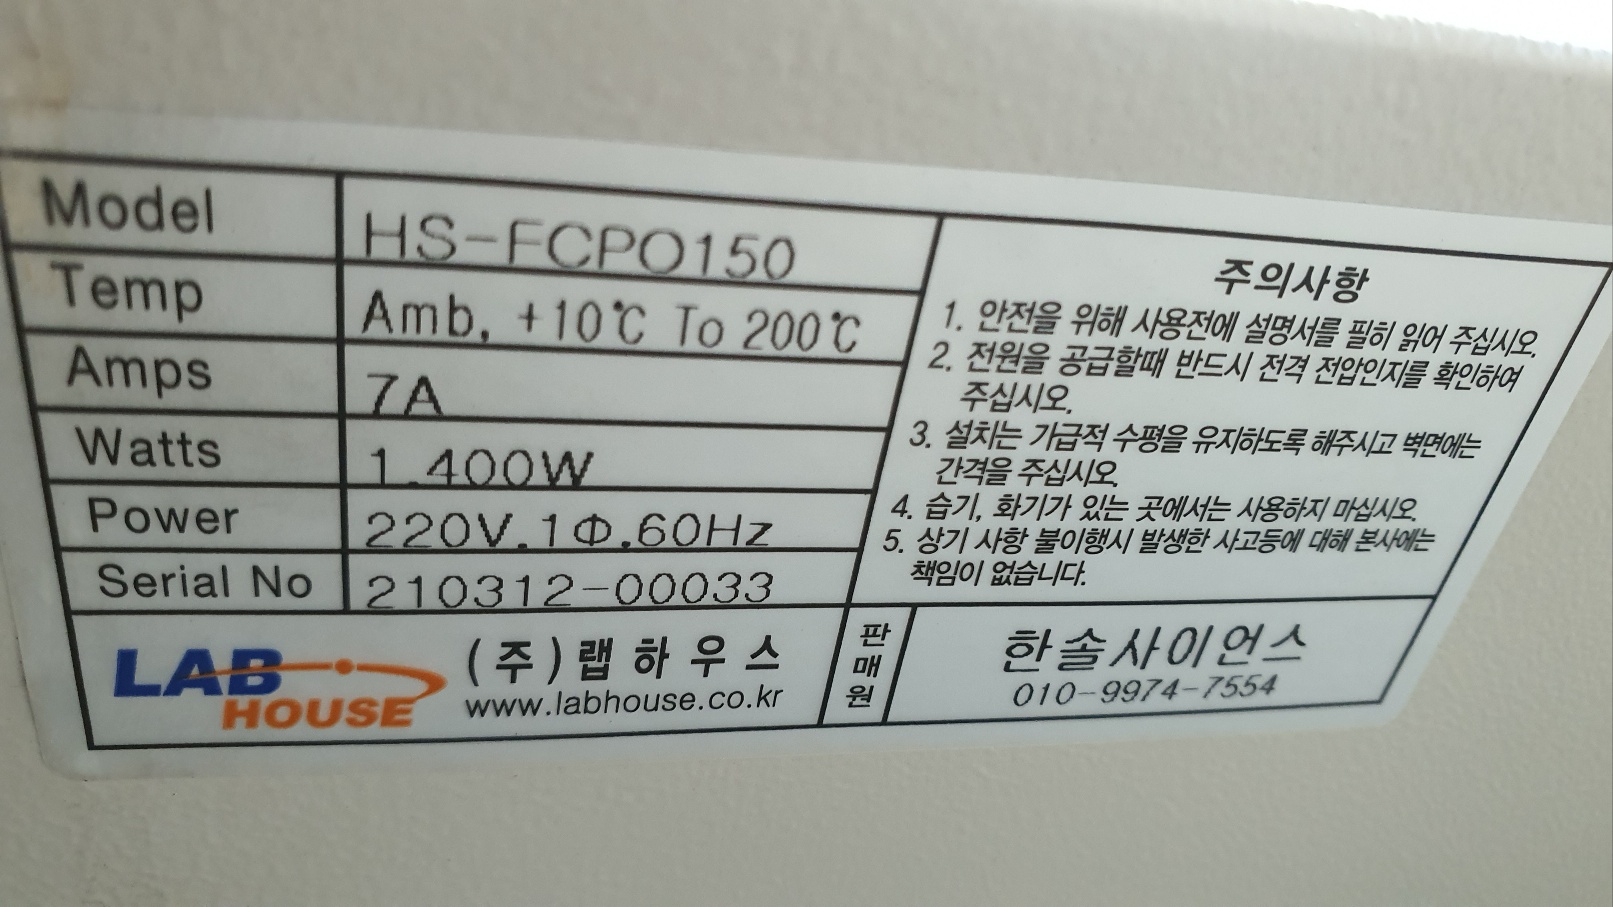 Model HS-FCPO150
Temp Amb, +10℃ To 200℃
Amps 7A
Watts 1.400W
Power 220V.1Φ.60Hz
Serial No 210312-00033
주의사항
1. 안전을 위해 사용전에 설명서를 필히 읽어 주십시오.
2. 전원을 공급할때 반드시 전격 전압인지를 확인하여
주십시오.
3. 설치는 가급적 수평을 유지하도록 해주시고 벽면에는
간격을 주십시오.
4. 습기, 화기가 있는 곳에서는 사용하지 마십시오.
5. 상기 사항 불이행시 발생한 사고등에 대해 본사에는
책임이 없습니다.
LAB
HOUSE
(주)랩하우스
www.labhouse.co.kr
판매원
한솔사이언스
010-9974-7554